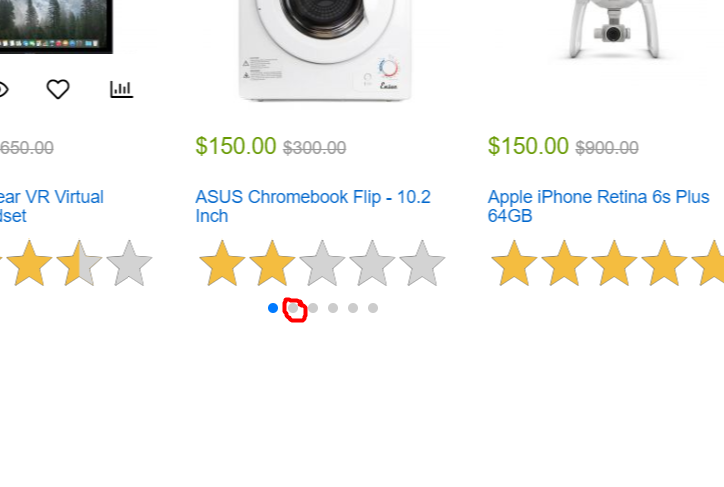 650.00
$150.00 $300.00
$150.00 $900.00
ear VR Virtual
dset
ASUS Chromebook Flip - 10.2
Inch
Apple iPhone Retina 6s Plus
64GB